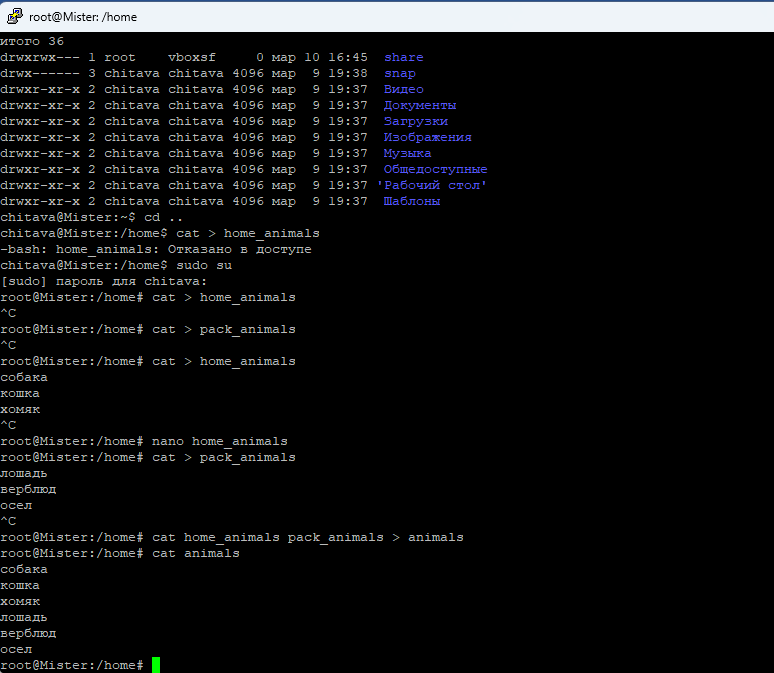 root@Mister: /home
итого 36
drwxrwx--- 1 root    vboxsf     0 мар 10 16:45  share
drwx------ 3 chitava chitava 4096 мар  9 19:38  snap
drwxr-xr-x 2 chitava chitava 4096 мар  9 19:37  Видео
drwxr-xr-x 2 chitava chitava 4096 мар  9 19:37  Документы
drwxr-xr-x 2 chitava chitava 4096 мар  9 19:37  Загрузки
drwxr-xr-x 2 chitava chitava 4096 мар  9 19:37  Изображения
drwxr-xr-x 2 chitava chitava 4096 мар  9 19:37  Музыка
drwxr-xr-x 2 chitava chitava 4096 мар  9 19:37  Общедоступные
drwxr-xr-x 2 chitava chitava 4096 мар  9 19:37 'Рабочий стол'
drwxr-xr-x 2 chitava chitava 4096 мар  9 19:37  Шаблоны
chitava@Mister:~$ cd ..
chitava@Mister:/home$ cat > home_animals
-bash: home_animals: Отказано в доступе
chitava@Mister:/home$ sudo su
[sudo] пароль для chitava:
root@Mister:/home# cat > home_animals
^C
root@Mister:/home# cat > pack_animals
^C
root@Mister:/home# cat > home_animals
собака
кошка
хомяк
^C
root@Mister:/home# nano home_animals
root@Mister:/home# cat > pack_animals
лошадь
верблюд
осел
^C
root@Mister:/home# cat home_animals pack_animals > animals
root@Mister:/home# cat animals
собака
кошка
хомяк
лошадь
верблюд
осел
root@Mister:/home#